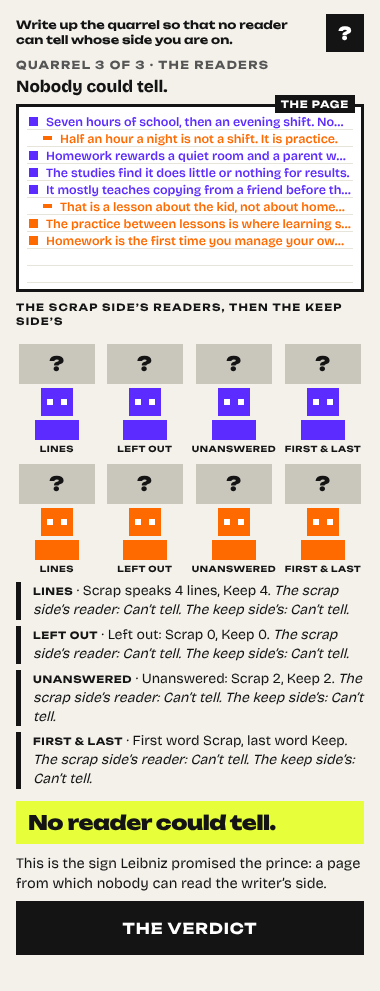 Write up the quarrel so that no reader
can tell whose side you are on.
?
QUARREL 3 OF 3 · THE READERS
Nobody could tell.
THE PAGE
Seven hours of school, then an evening shift. No...
Half an hour a night is not a shift. It is practice.
Homework rewards a quiet room and a parent w...
The studies find it does little or nothing for results.
It mostly teaches copying from a friend before th...
That is a lesson about the kid, not about home...
The practice between lessons is where learning s...
Homework is the first time you manage your ow...
THE SCRAP SIDE’S READERS, THEN THE KEEP
SIDE’S
? ? ? ?
LINES LEFT OUT UNANSWERED FIRST & LAST
? ? ? ?
LINES LEFT OUT UNANSWERED FIRST & LAST
LINES · Scrap speaks 4 lines, Keep 4. The scrap
side’s reader: Can’t tell. The keep side’s: Can’t tell.
LEFT OUT · Left out: Scrap 0, Keep 0. The scrap
side’s reader: Can’t tell. The keep side’s: Can’t tell.
UNANSWERED · Unanswered: Scrap 2, Keep 2. The
scrap side’s reader: Can’t tell. The keep side’s: Can’t
tell.
FIRST & LAST · First word Scrap, last word Keep.
The scrap side’s reader: Can’t tell. The keep side’s:
Can’t tell.
No reader could tell.
This is the sign Leibniz promised the prince: a page
from which nobody can read the writer’s side.
THE VERDICT